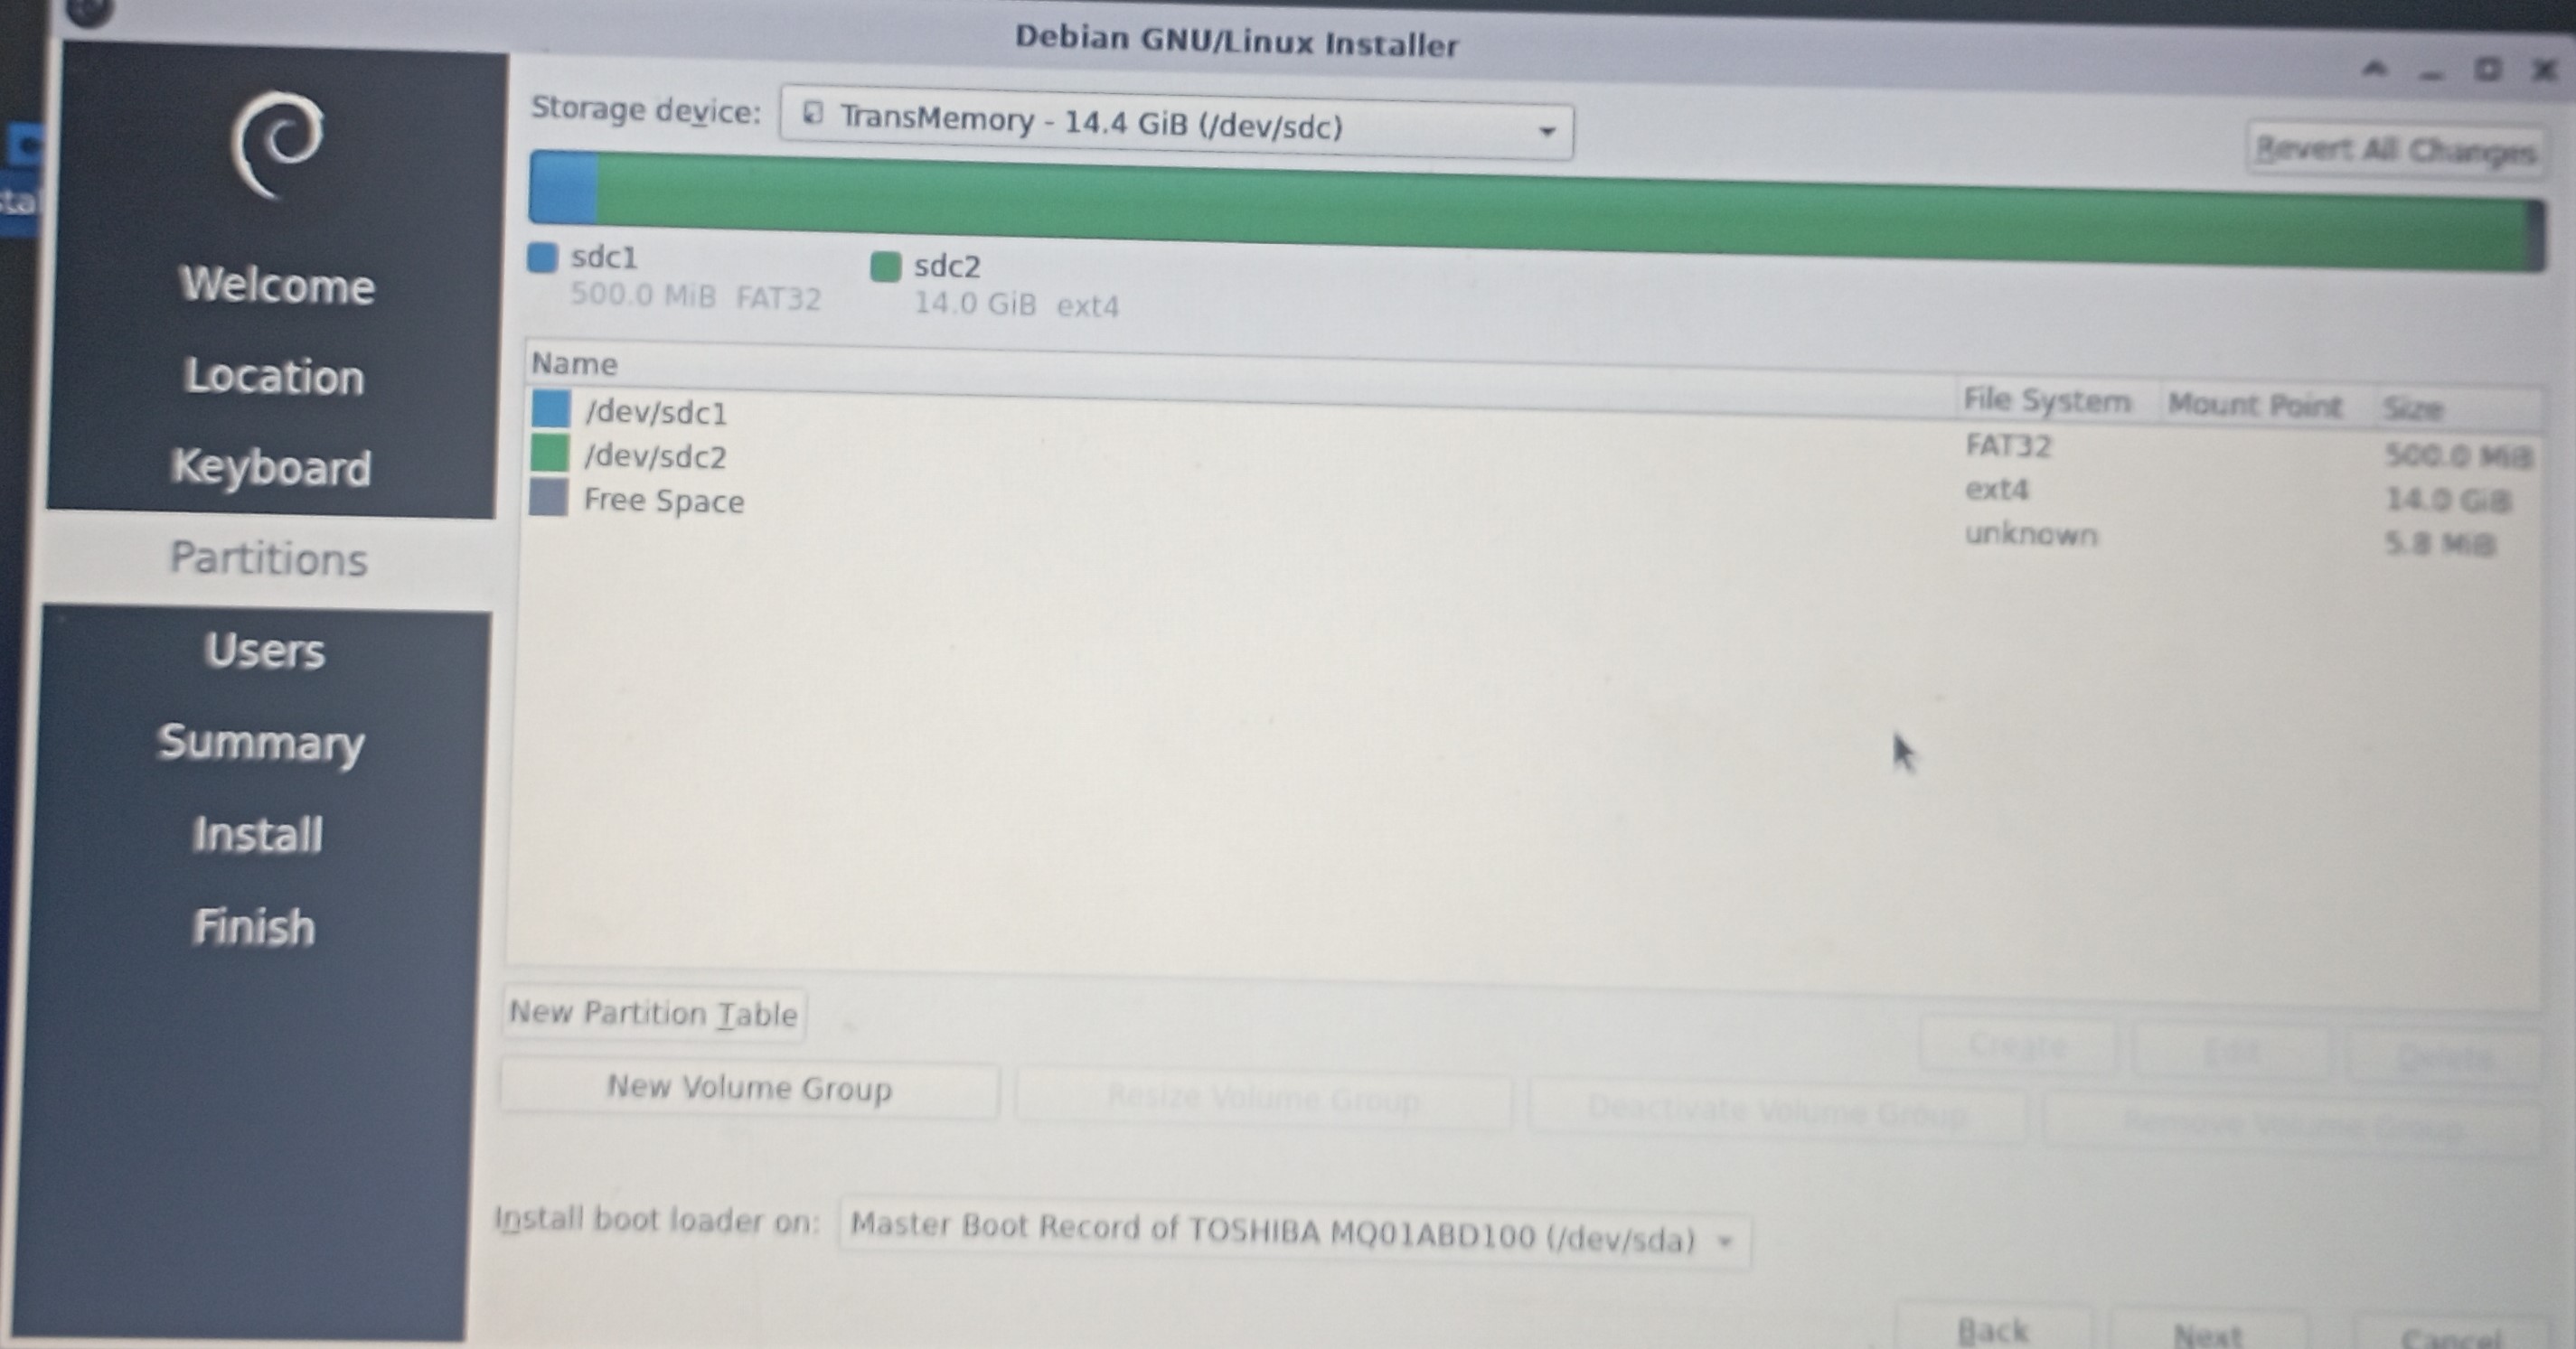 Debian GNU/Linux Installer
Storage device: TransMemory - 14.4 GiB (/dev/sdc)
Revert All Changes
sdc1
500.0 MiB FAT32
sdc2
14.0 GiB ext4
Name File System Mount Point Size
/dev/sdc1 FAT32 500.0 MiB
/dev/sdc2 ext4 14.0 GiB
Free Space unknown 5.8 MiB
Welcome
Location
Keyboard
Partitions
Users
Summary
Install
Finish
New Partition Table
Create Edit Delete
New Volume Group Resize Volume Group Deactivate Volume Group Remove Volume Group
Install boot loader on: Master Boot Record of TOSHIBA MQ01ABD100 (/dev/sda)
Back Next Cancel